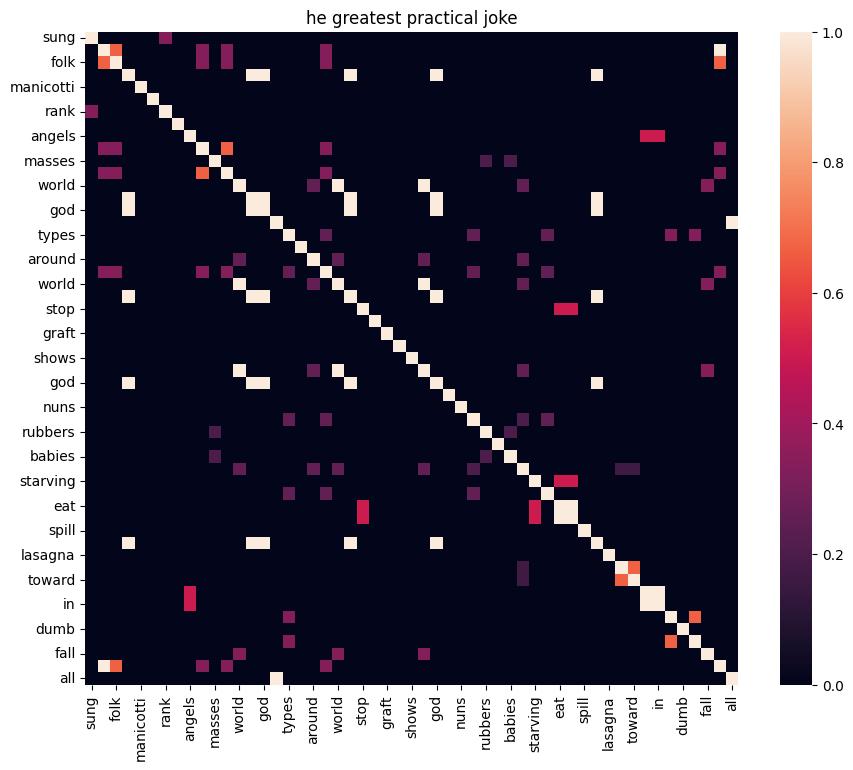 he greatest practical joke
sung
folk
manicotti
rank
angels
masses
world
god
types
around
world
stop
graft
shows
god
nuns
rubbers
babies
starving
eat
spill
lasagna
toward
in
dumb
fall
all
1.0
0.8
0.6
0.4
0.2
0.0
sung
folk
manicotti
rank
angels
masses
world
god
types
around
world
stop
graft
shows
god
nuns
rubbers
babies
starving
eat
spill
lasagna
toward
in
dumb
fall
all